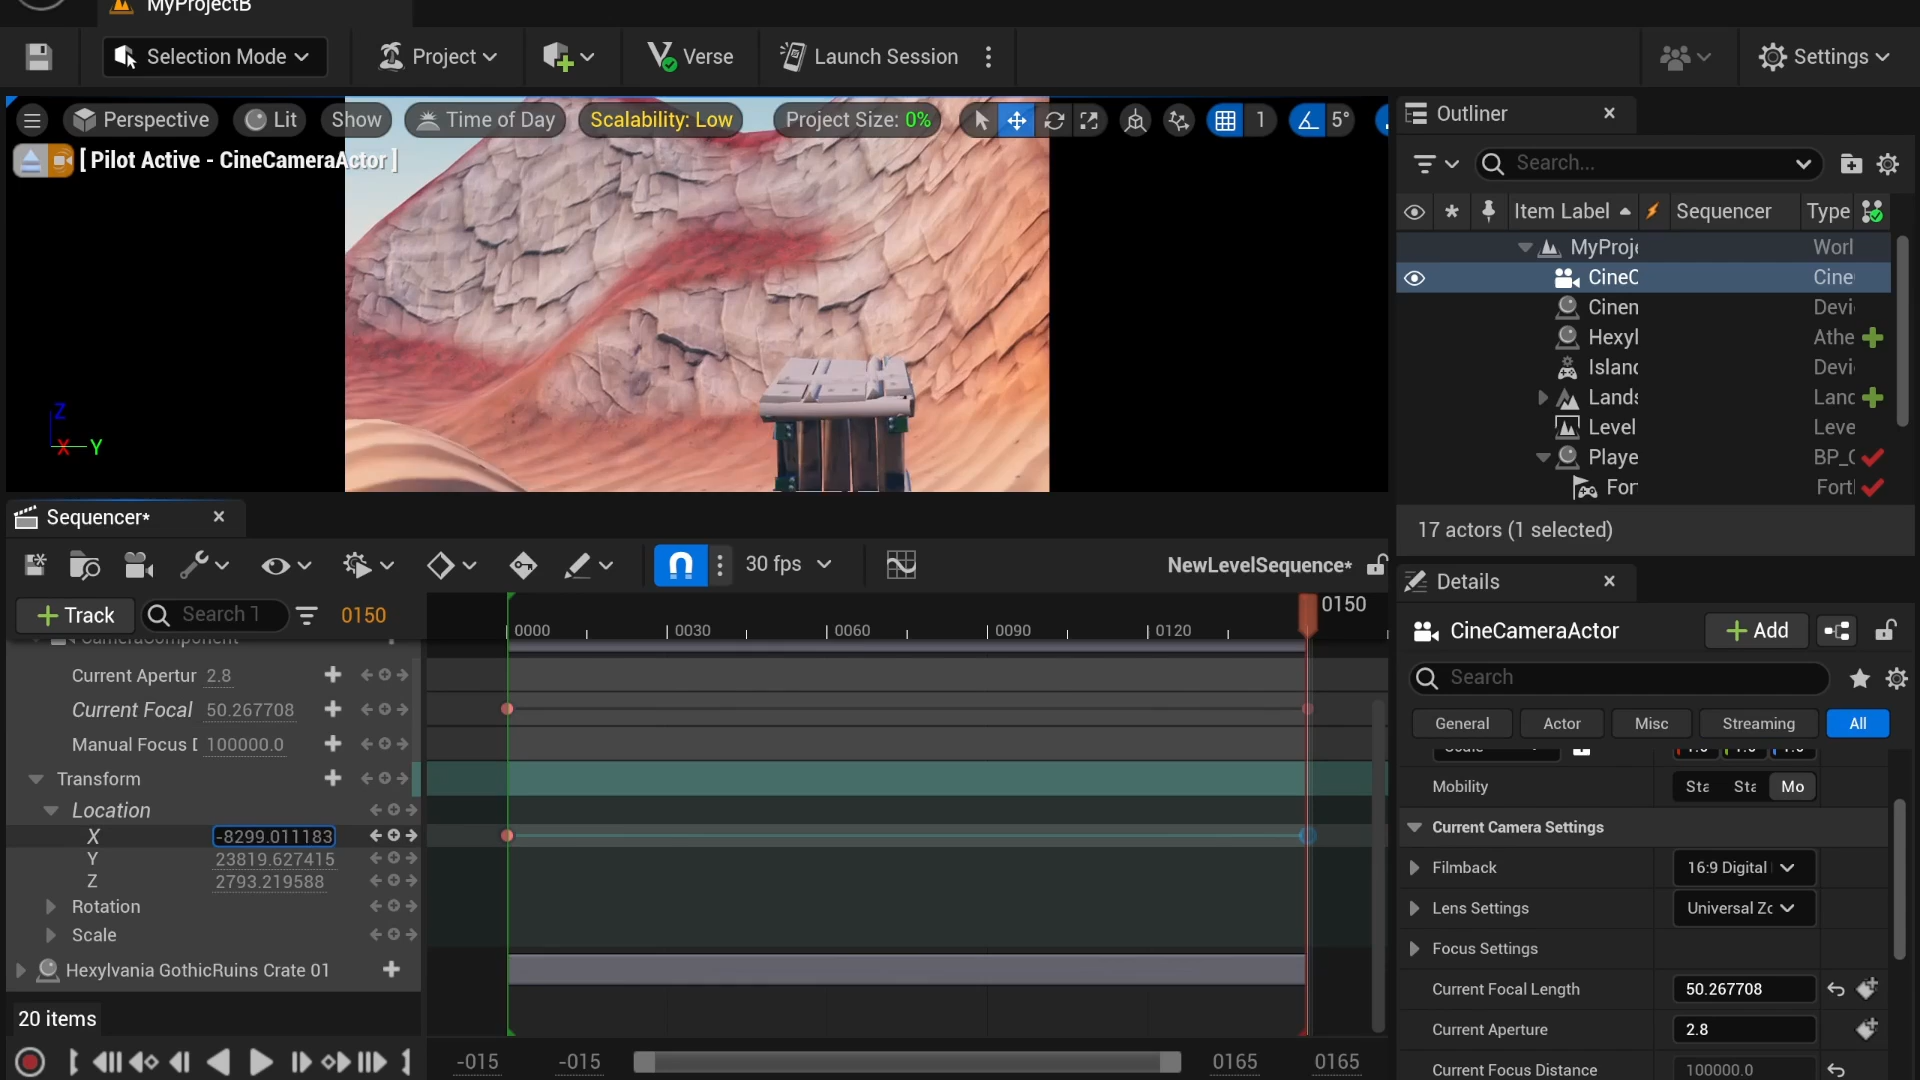 MyProjectB
Selection Mode
Project
Verse
Launch Session
Settings
Perspective
Lit
Show
Time of Day
Scalability: Low
Project Size: 0%
1
5°
[ Pilot Active - CineCameraActor ]
Z
X
Y
Outliner
Search...
Item Label
Sequencer
Type
MyProje
Worl
CineC
Cine
Cinen
Devi
Hexyl
Athe
Islanc
Devi
Lands
Lanc
Level
Leve
Playe
BP_C
For
Fort
17 actors (1 selected)
Sequencer*
30 fps
NewLevelSequence*
Track
Search T
0150
0150
0000
0030
0060
0090
0120
CameraComponent
Current Apertur 2.8
Current Focal 50.267708
Manual Focus D 100000.0
Transform
Location
X -8299.011183
Y 23819.627415
Z 2793.219588
Rotation
Scale
Hexylvania GothicRuins Crate 01
20 items
-015
-015
0165
0165
Details
CineCameraActor
Add
Search
General
Actor
Misc
Streaming
All
Scale
Mobility
Sta
Sta
Mo
Current Camera Settings
Filmback
16:9 Digital
Lens Settings
Universal Zo
Focus Settings
Current Focal Length
50.267708
Current Aperture
2.8
Current Focus Distance
100000.0